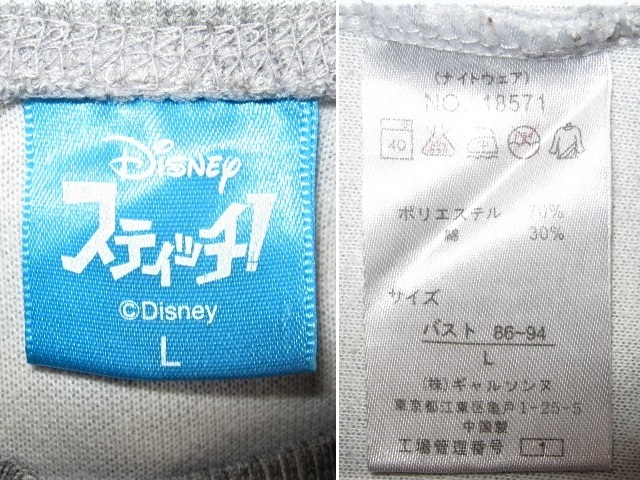 Disney
スティッチ!
©Disney
L
(ナイトウェア)
NO. 18571
40
ポリエステル 70%
綿 30%
サイズ
バスト 86~94
L
(株)ギャルソンヌ
東京都江東区亀戸1-25-5
中国製
工場管理番号 1